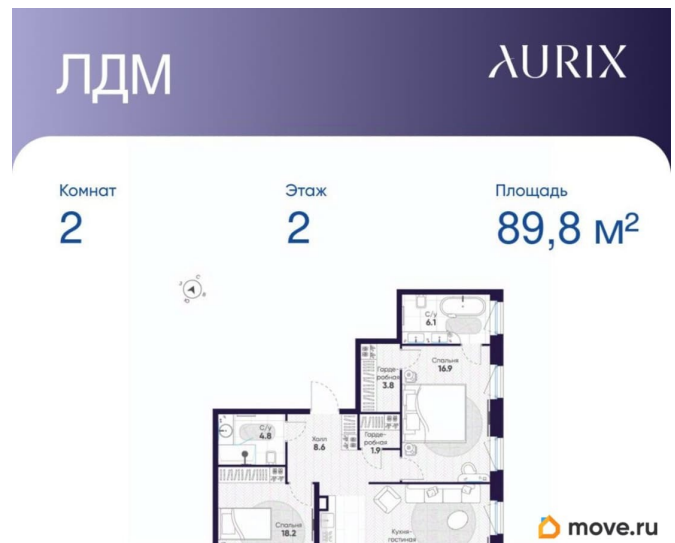 ЛДМ
AURIX
Комнат
Этаж
Площадь
2
2
89,8 м²
С
З
В
Ю
С/у
6.1
Спальня
16.9
Гарде-
робная
3.8
С/у
4.8
Холл
8.6
Гарде-
робная
1.9
Спальня
18.2
Кухня-
гостиная
move.ru